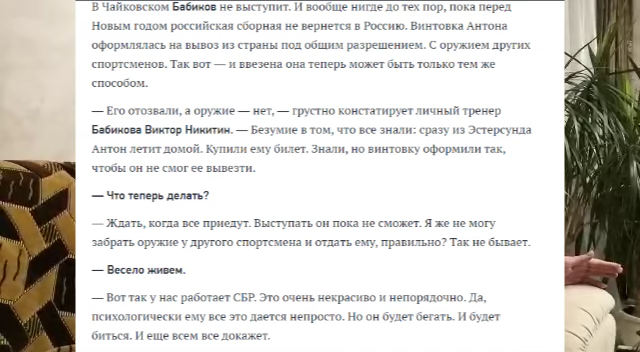 В Чайковском Бабиков не выступит. И вообще нигде до тех пор, пока перед
Новым годом российская сборная не вернется в Россию. Винтовка Антона
оформлялась на вывоз из страны под общим разрешением. С оружием других
спортсменов. Так вот — и ввезена она теперь может быть только тем же
способом.
— Его отозвали, а оружие — нет, — грустно констатирует личный тренер
Бабикова Виктор Никитин. — Безумие в том, что все знали: сразу из Эстерсунда
Антон летит домой. Купили ему билет. Знали, но винтовку оформили так,
чтобы он не смог ее вывезти.
— Что теперь делать?
— Ждать, когда все приедут. Выступать он пока не сможет. Я же не могу
забрать оружие у другого спортсмена и отдать ему, правильно? Так не бывает.
— Весело живем.
— Вот так у нас работает СБР. Это очень некрасиво и непорядочно. Да,
психологически ему все это дается непросто. Но он будет бегать. И будет
биться. И еще всем все докажет.